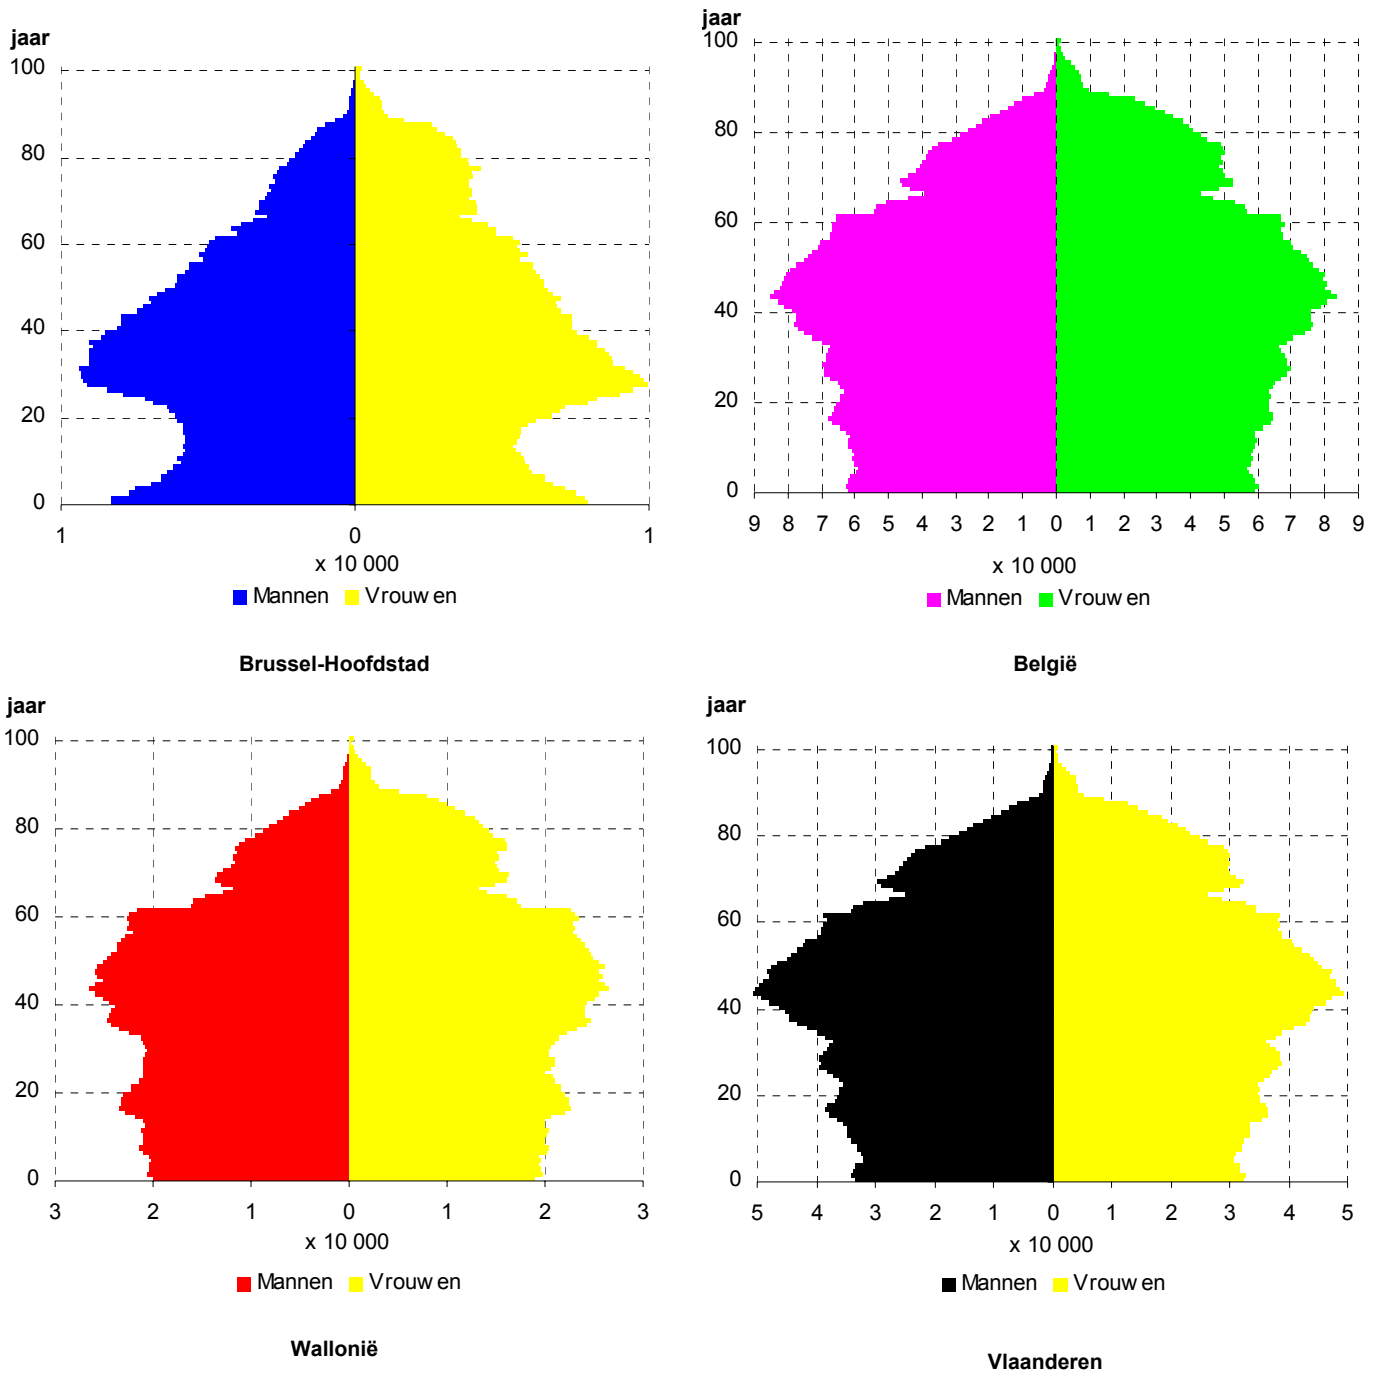 jaar
100
80
60
40
20
0
1 0 1
x 10 000
Mannen Vrouw en
Brussel-Hoofdstad
jaar
100
80
60
40
20
0
9 8 7 6 5 4 3 2 1 0 1 2 3 4 5 6 7 8 9
x 10 000
Mannen Vrouw en
België
jaar
100
80
60
40
20
0
3 2 1 0 1 2 3
x 10 000
Mannen Vrouw en
Wallonië
jaar
100
80
60
40
20
0
5 4 3 2 1 0 1 2 3 4 5
x 10 000
Mannen Vrouw en
Vlaanderen